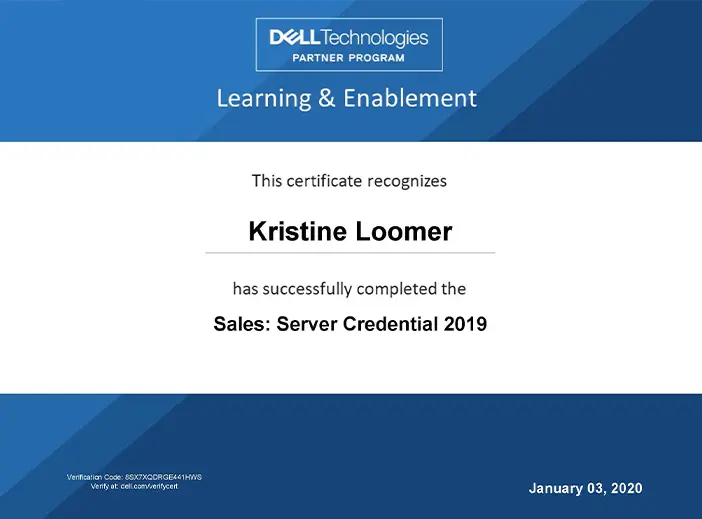 DELLTechnologies
PARTNER PROGRAM
Learning & Enablement
This certificate recognizes
Kristine Loomer
has successfully completed the
Sales: Server Credential 2019
Verification Code: 8SX7XQDRGE441HWS
Verify at: dell.com/verifycert
January 03, 2020